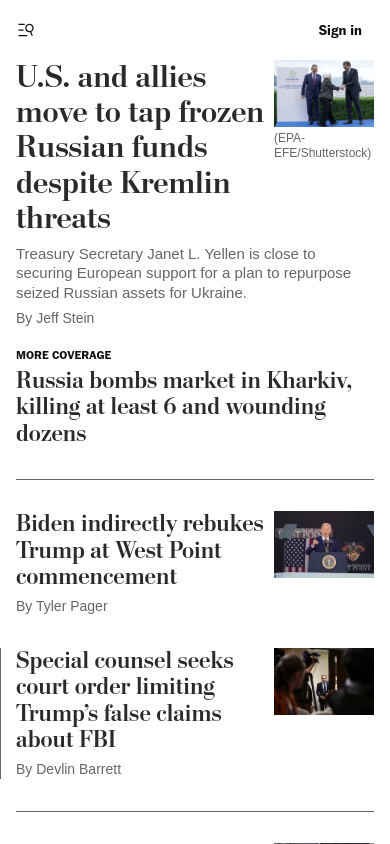 Sign in
U.S. and allies
move to tap frozen
Russian funds
despite Kremlin
threats
(EPA-
EFE/Shutterstock)
Treasury Secretary Janet L. Yellen is close to
securing European support for a plan to repurpose
seized Russian assets for Ukraine.
By Jeff Stein
MORE COVERAGE
Russia bombs market in Kharkiv,
killing at least 6 and wounding
dozens
Biden indirectly rebukes
Trump at West Point
commencement
By Tyler Pager
Special counsel seeks
court order limiting
Trump’s false claims
about FBI
By Devlin Barrett